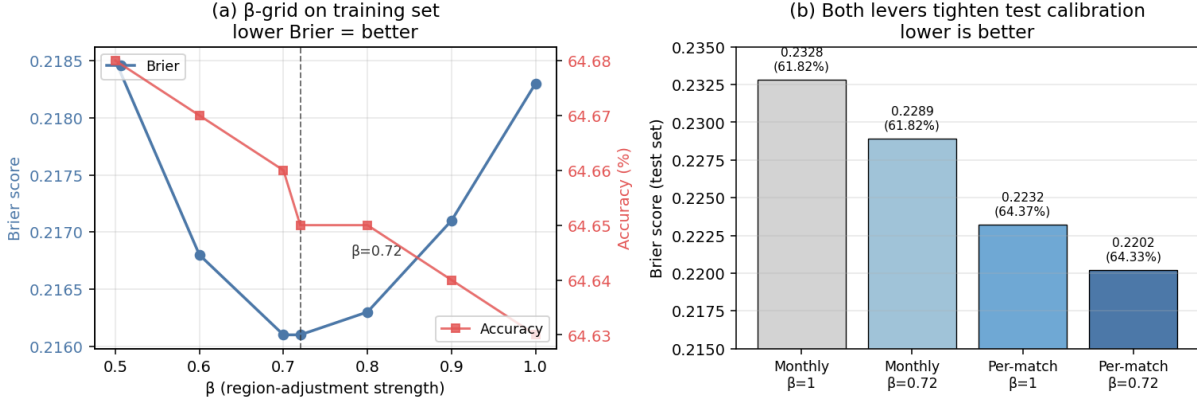 (a) β-grid on training set
lower Brier = better
0.2185
0.2180
0.2175
0.2170
0.2165
0.2160
Brier score
Brier
β=0.72
Accuracy
64.68
64.67
64.66
64.65
64.64
64.63
Accuracy (%)
0.5 0.6 0.7 0.8 0.9 1.0
β (region-adjustment strength)
(b) Both levers tighten test calibration
lower is better
0.2350
0.2325
0.2300
0.2275
0.2250
0.2225
0.2200
0.2175
0.2150
Brier score (test set)
0.2328
(61.82%)
0.2289
(61.82%)
0.2232
(64.37%)
0.2202
(64.33%)
Monthly
β=1
Monthly
β=0.72
Per-match
β=1
Per-match
β=0.72